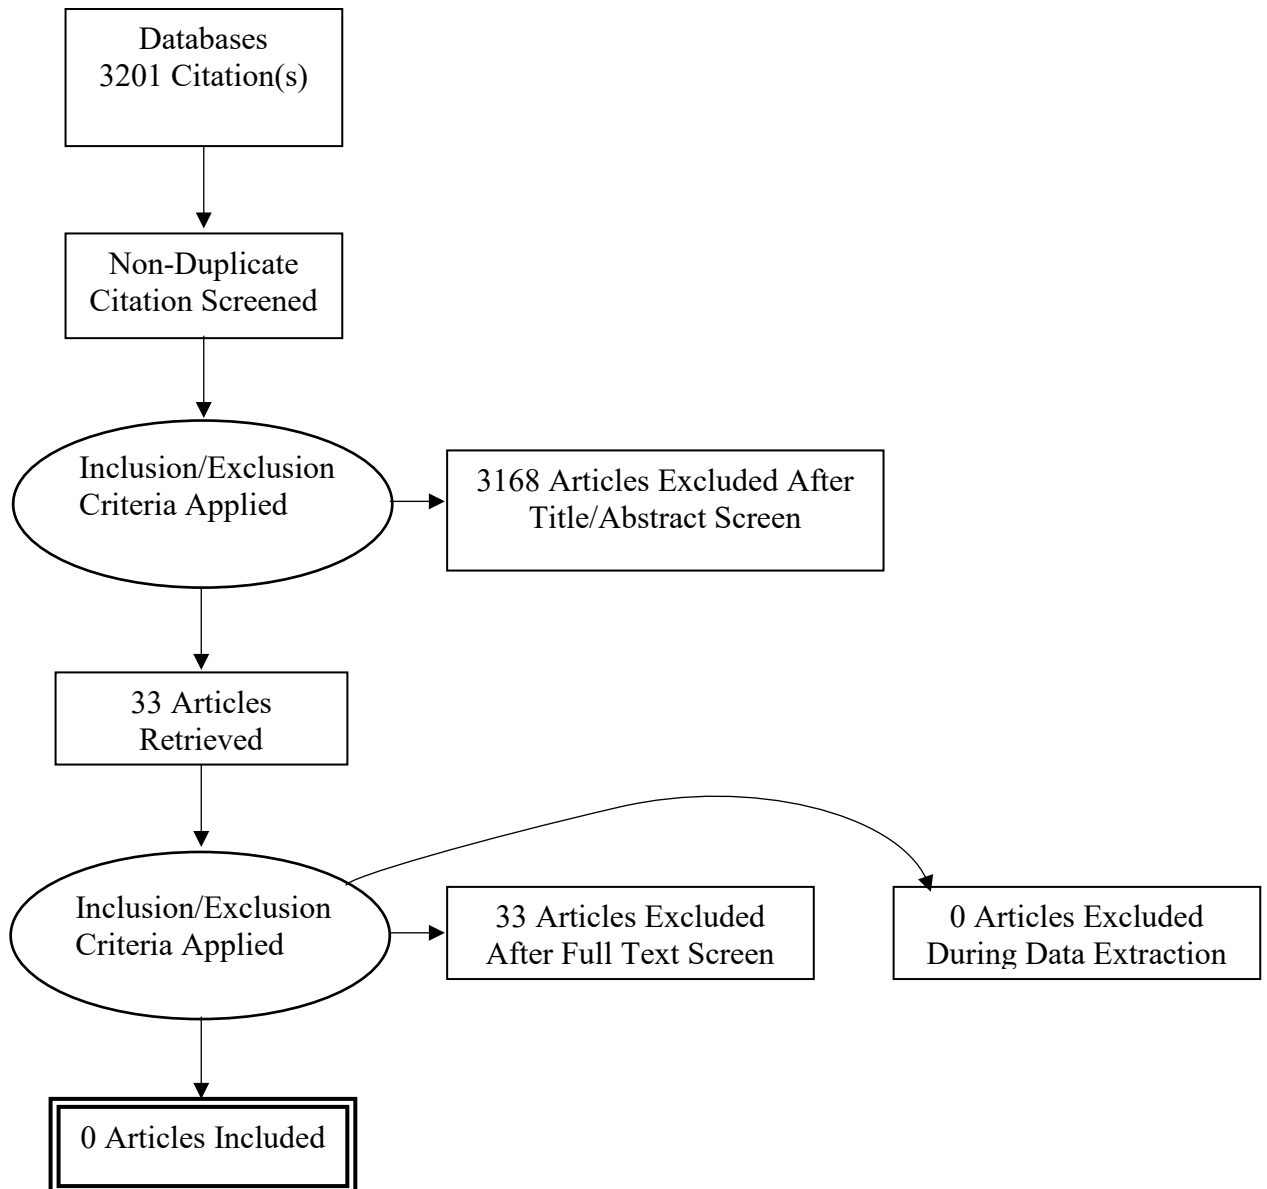 Databases
3201 Citation(s)
Non-Duplicate
Citation Screened
Inclusion/Exclusion
Criteria Applied
3168 Articles Excluded After
Title/Abstract Screen
33 Articles
Retrieved
Inclusion/Exclusion
Criteria Applied
33 Articles Excluded
After Full Text Screen
0 Articles Excluded
During Data Extraction
0 Articles Included